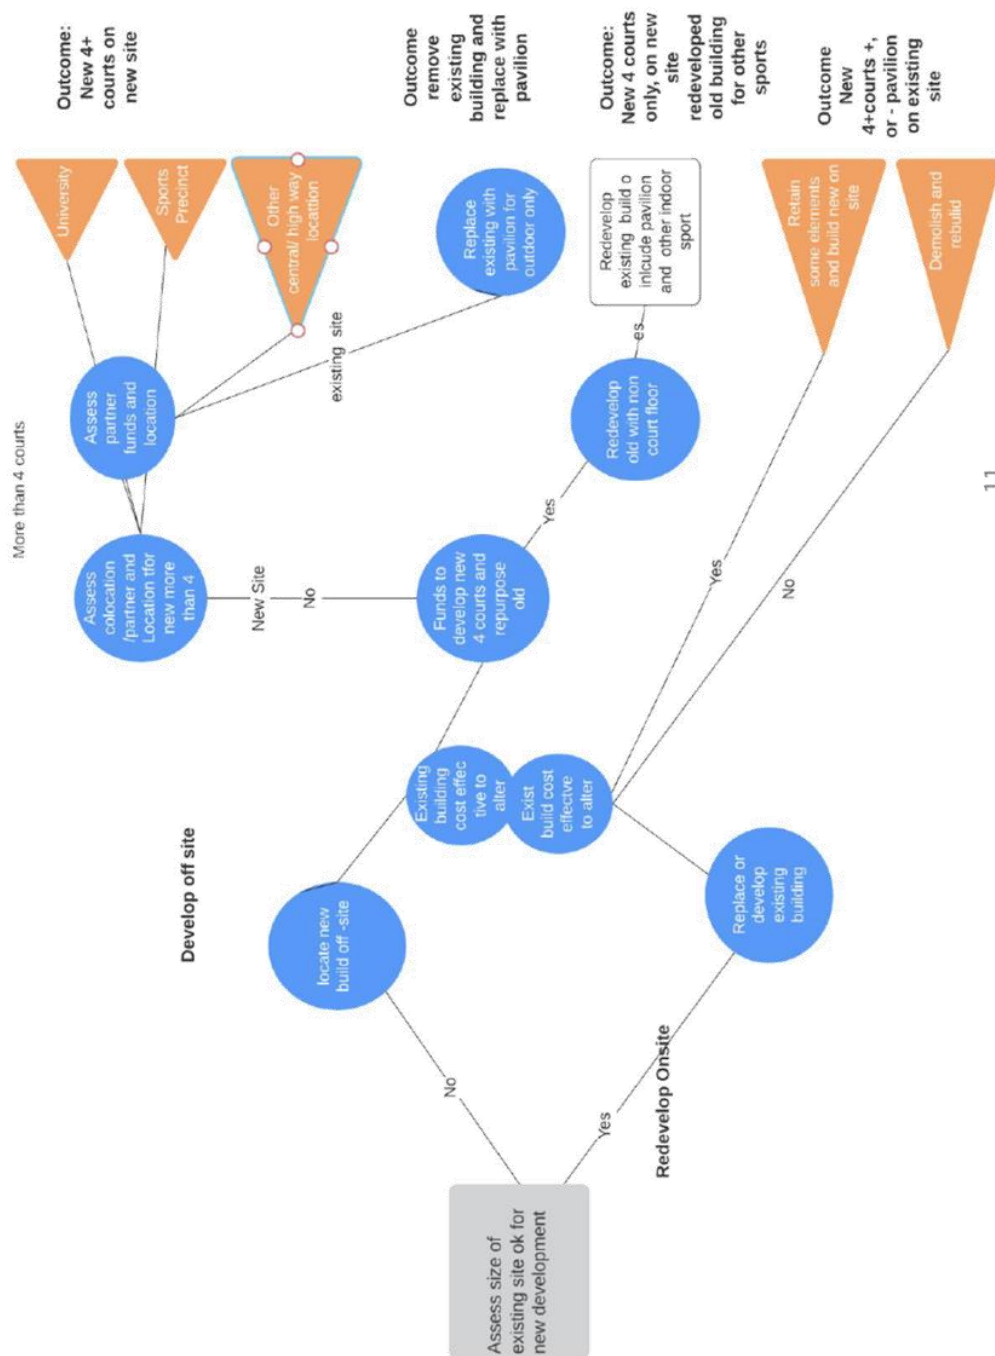 More than 4 courts
University
Sports
Precinct
Other
central/ high way
locattion
Outcome:
New 4+
courts on
new site
Assess
partner
funds and
location
Assess
colocation
/partner and
Location tfor
new more
than 4
existing site
Replace
existing with
pavilion for
outdoor only
Outcome
remove
existing
building and
replace with
pavilion
New Site
No
Develop off site
locate new
build off -site
Existing
building
cost effec
tive to
alter
Funds to
develop new
4 courts and
repurpose
old
Yes
Redevelop
old with non
court floor
es
Redevelop
existing build o
inlcude pavilion
and other indoor
sport
Outcome:
New 4 courts
only, on new
site
redeveloped
old building
for other
sports
No
Assess size of
existing site ok for
new development
Yes
Redevelop Onsite
Exist
build cost
effectve
to alter
Replace or
develop
existing
building
Yes
No
Retain
some elements
and build new on
site
Demolish and
rebulid
Outcome
New
4+courts +,
or - pavilion
on existing
site
11